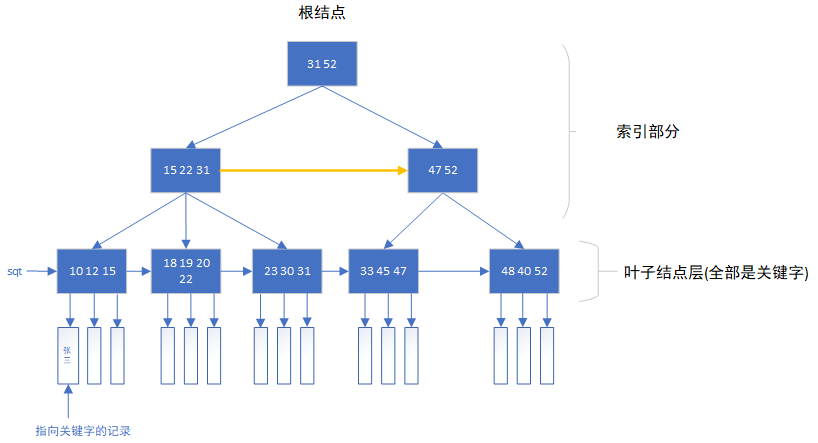 根结点
31 52
索引部分
15 22 31
47 52
sqt
10 12 15
18 19 20
22
23 30 31
33 45 47
48 40 52
叶子结点层(全部是关键字)
张
三
指向关键字的记录